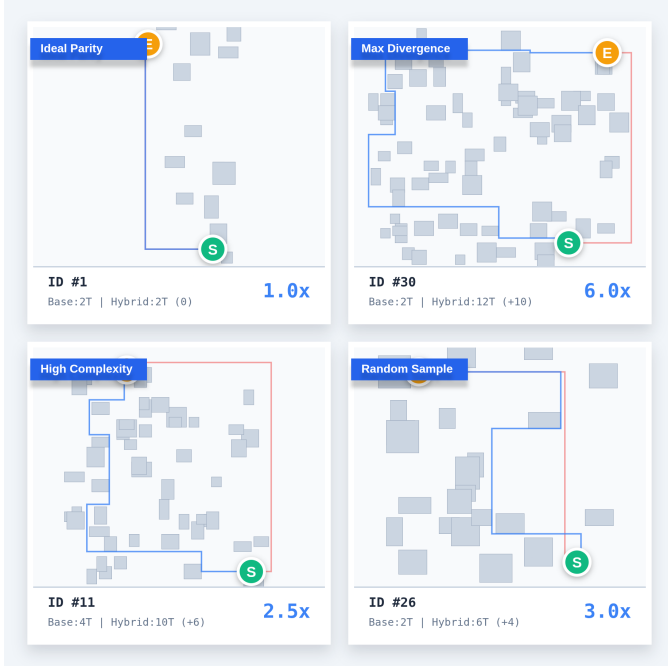 Ideal Parity
E
S
ID #1
Base:2T | Hybrid:2T (0)
1.0x
Max Divergence
E
S
ID #30
Base:2T | Hybrid:12T (+10)
6.0x
High Complexity
S
ID #11
Base:4T | Hybrid:10T (+6)
2.5x
Random Sample
S
ID #26
Base:2T | Hybrid:6T (+4)
3.0x